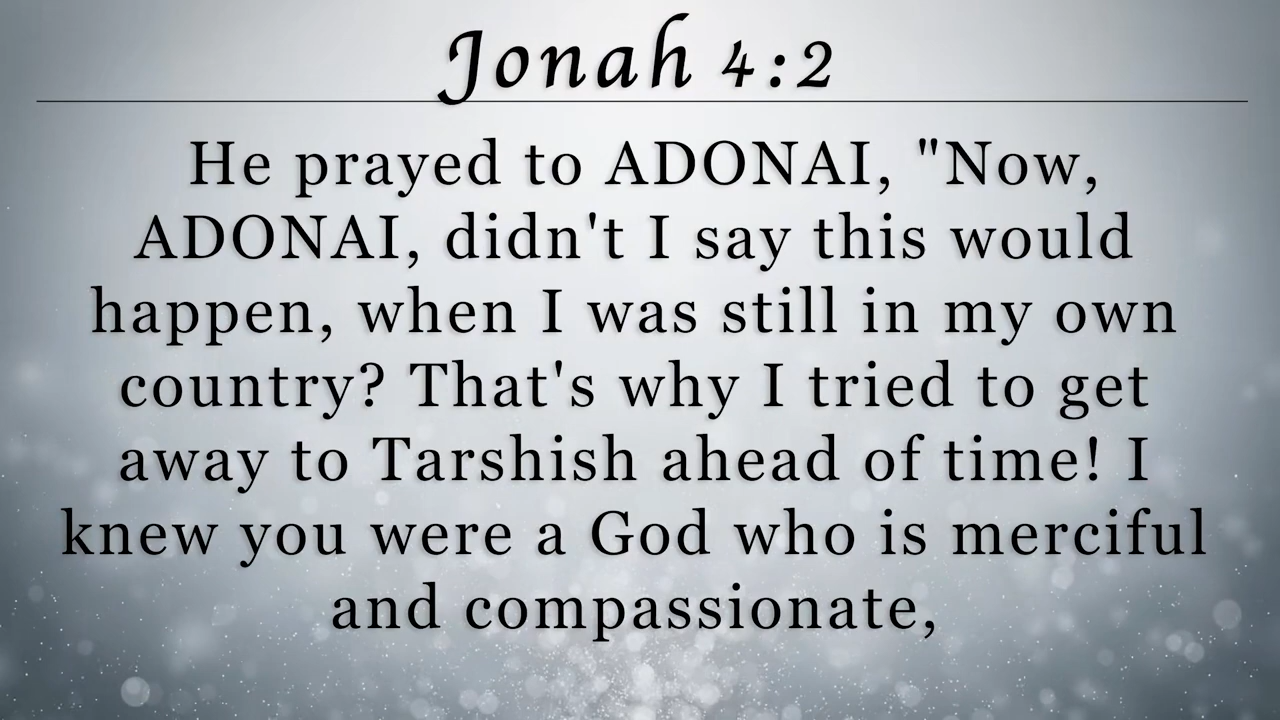 Jonah 4:2
He prayed to ADONAI, "Now,
ADONAI, didn't I say this would
happen, when I was still in my own
country? That's why I tried to get
away to Tarshish ahead of time! I
knew you were a God who is merciful
and compassionate,